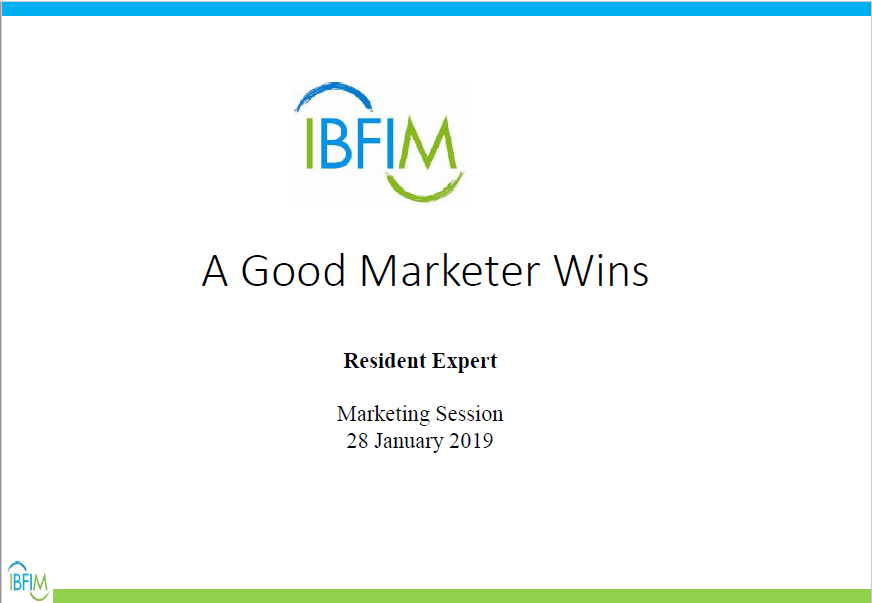 IBFIM
A Good Marketer Wins
Resident Expert
Marketing Session
28 January 2019
IBFIM